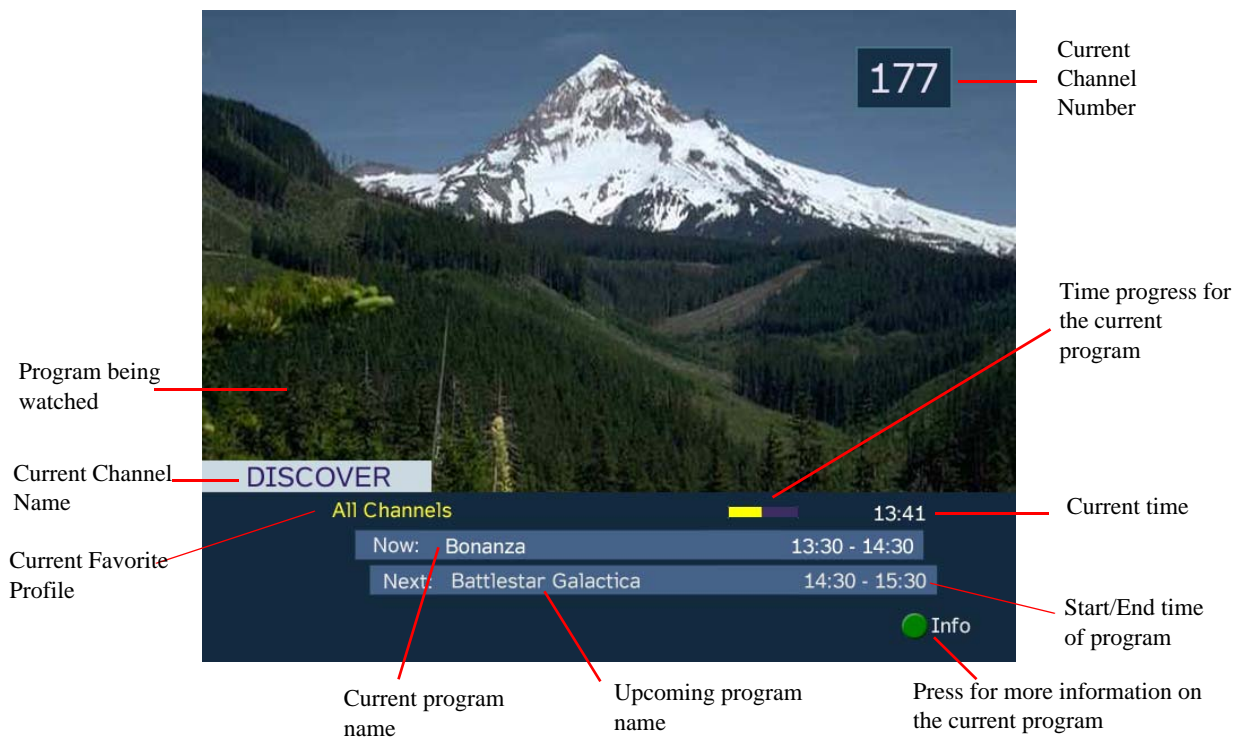 177
Current
Channel
Number
Time progress for
the current
program
Program being
watched
Current Channel
Name
DISCOVER
All Channels
13:41
Current time
Current Favorite
Profile
Now: Bonanza 13:30 - 14:30
Next: Battlestar Galactica 14:30 - 15:30
Start/End time
of program
Info
Current program
name
Upcoming program
name
Press for more information on
the current program